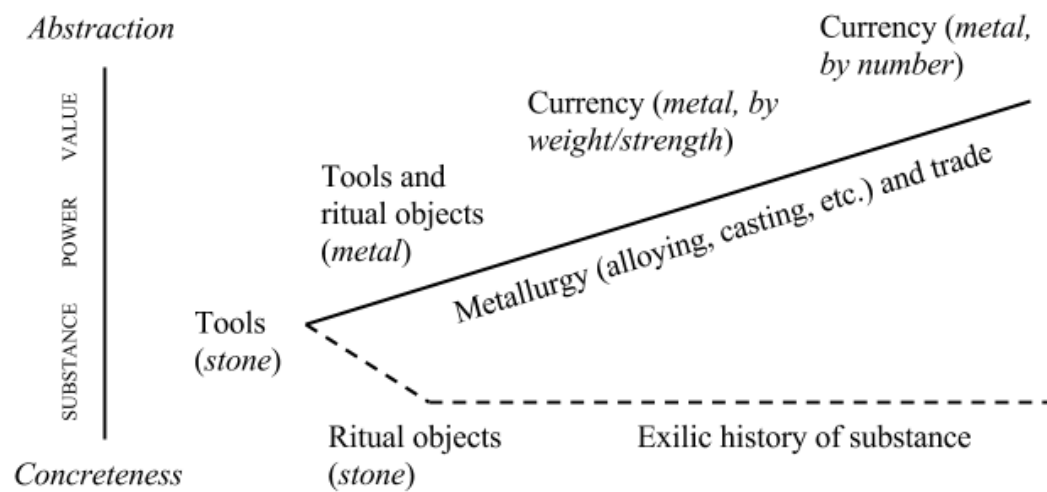 Abstraction
Currency (metal,
by number)
VALUE
Currency (metal, by
weight/strength)
Tools and
ritual objects
(metal)
POWER
Metallurgy (alloying, casting, etc.) and trade
Tools
(stone)
SUBSTANCE
Ritual objects
(stone)
Exilic history of substance
Concreteness